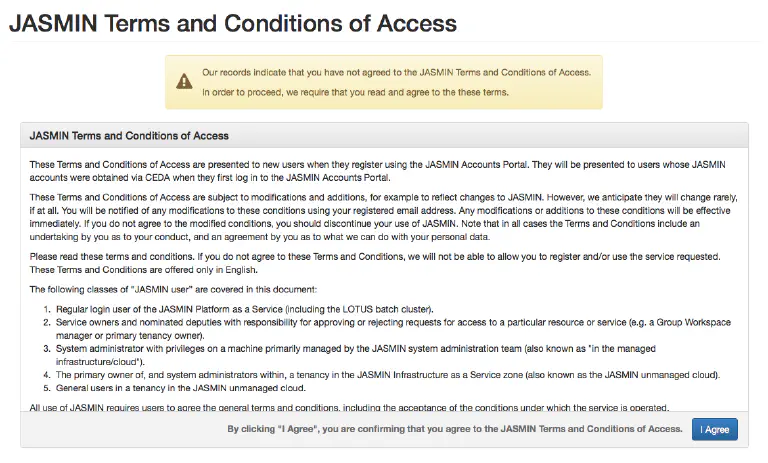 JASMIN Terms and Conditions of Access
Our records indicate that you have not agreed to the JASMIN Terms and Conditions of Access.
In order to proceed, we require that you read and agree to the these terms.
JASMIN Terms and Conditions of Access
These Terms and Conditions of Access are presented to new users when they register using the JASMIN Accounts Portal. They will be presented to users whose JASMIN
accounts were obtained via CEDA when they first log in to the JASMIN Accounts Portal.
These Terms and Conditions of Access are subject to modifications and additions, for example to reflect changes to JASMIN. However, we anticipate they will change rarely,
if at all. You will be notified of any modifications to these conditions using your registered email address. Any modifications or additions to these conditions will be effective
immediately. If you do not agree to the modified conditions, you should discontinue your use of JASMIN. Note that in all cases the Terms and Conditions include an
undertaking by you as to your conduct, and an agreement by you as to what we can do with your personal data.
Please read these terms and conditions. If you do not agree to these Terms and Conditions, we will not be able to allow you to register and/or use the service requested.
These Terms and Conditions are offered only in English.
The following classes of "JASMIN user" are covered in this document:
1. Regular login user of the JASMIN Platform as a Service (including the LOTUS batch cluster).
2. Service owners and nominated deputies with responsibility for approving or rejecting requests for access to a particular resource or service (e.g. a Group Workspace
manager or primary tenancy owner).
3. System administrator with privileges on a machine primarily managed by the JASMIN system administration team (also known as "in the managed
infrastructure/cloud").
4. The primary owner of, and system administrators within, a tenancy in the JASMIN Infrastructure as a Service zone (also known as the JASMIN unmanaged cloud).
5. General users in a tenancy in the JASMIN unmanaged cloud.
All use of JASMIN requires users to agree the general terms and conditions, including the acceptance of the conditions under which the service is operated.
By clicking "I Agree", you are confirming that you agree to the JASMIN Terms and Conditions of Access.
I Agree